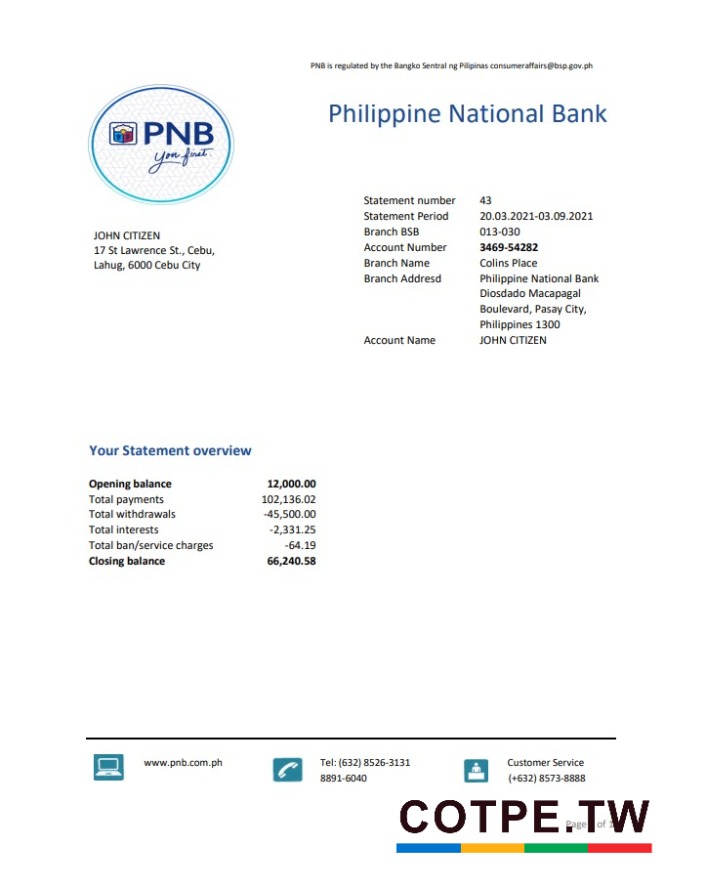 PNB is regulated by the Bangko Sentral ng Pilipinas consumeraffairs@bsp.gov.ph
PNB
You first.
Philippine National Bank
Statement number 43
Statement Period 20.03.2021-03.09.2021
Branch BSB 013-030
Account Number 3469-54282
Branch Name Colins Place
Branch Addresd Philippine National Bank
Diosdado Macapagal
Boulevard, Pasay City,
Philippines 1300
Account Name JOHN CITIZEN
JOHN CITIZEN
17 St Lawrence St., Cebu,
Lahug, 6000 Cebu City
Your Statement overview
Opening balance 12,000.00
Total payments 102,136.02
Total withdrawals -45,500.00
Total interests -2,331.25
Total ban/service charges -64.19
Closing balance 66,240.58
www.pnb.com.ph
Tel: (632) 8526-3131
8891-6040
Customer Service
(+632) 8573-8888
COTPE.TW
Page of